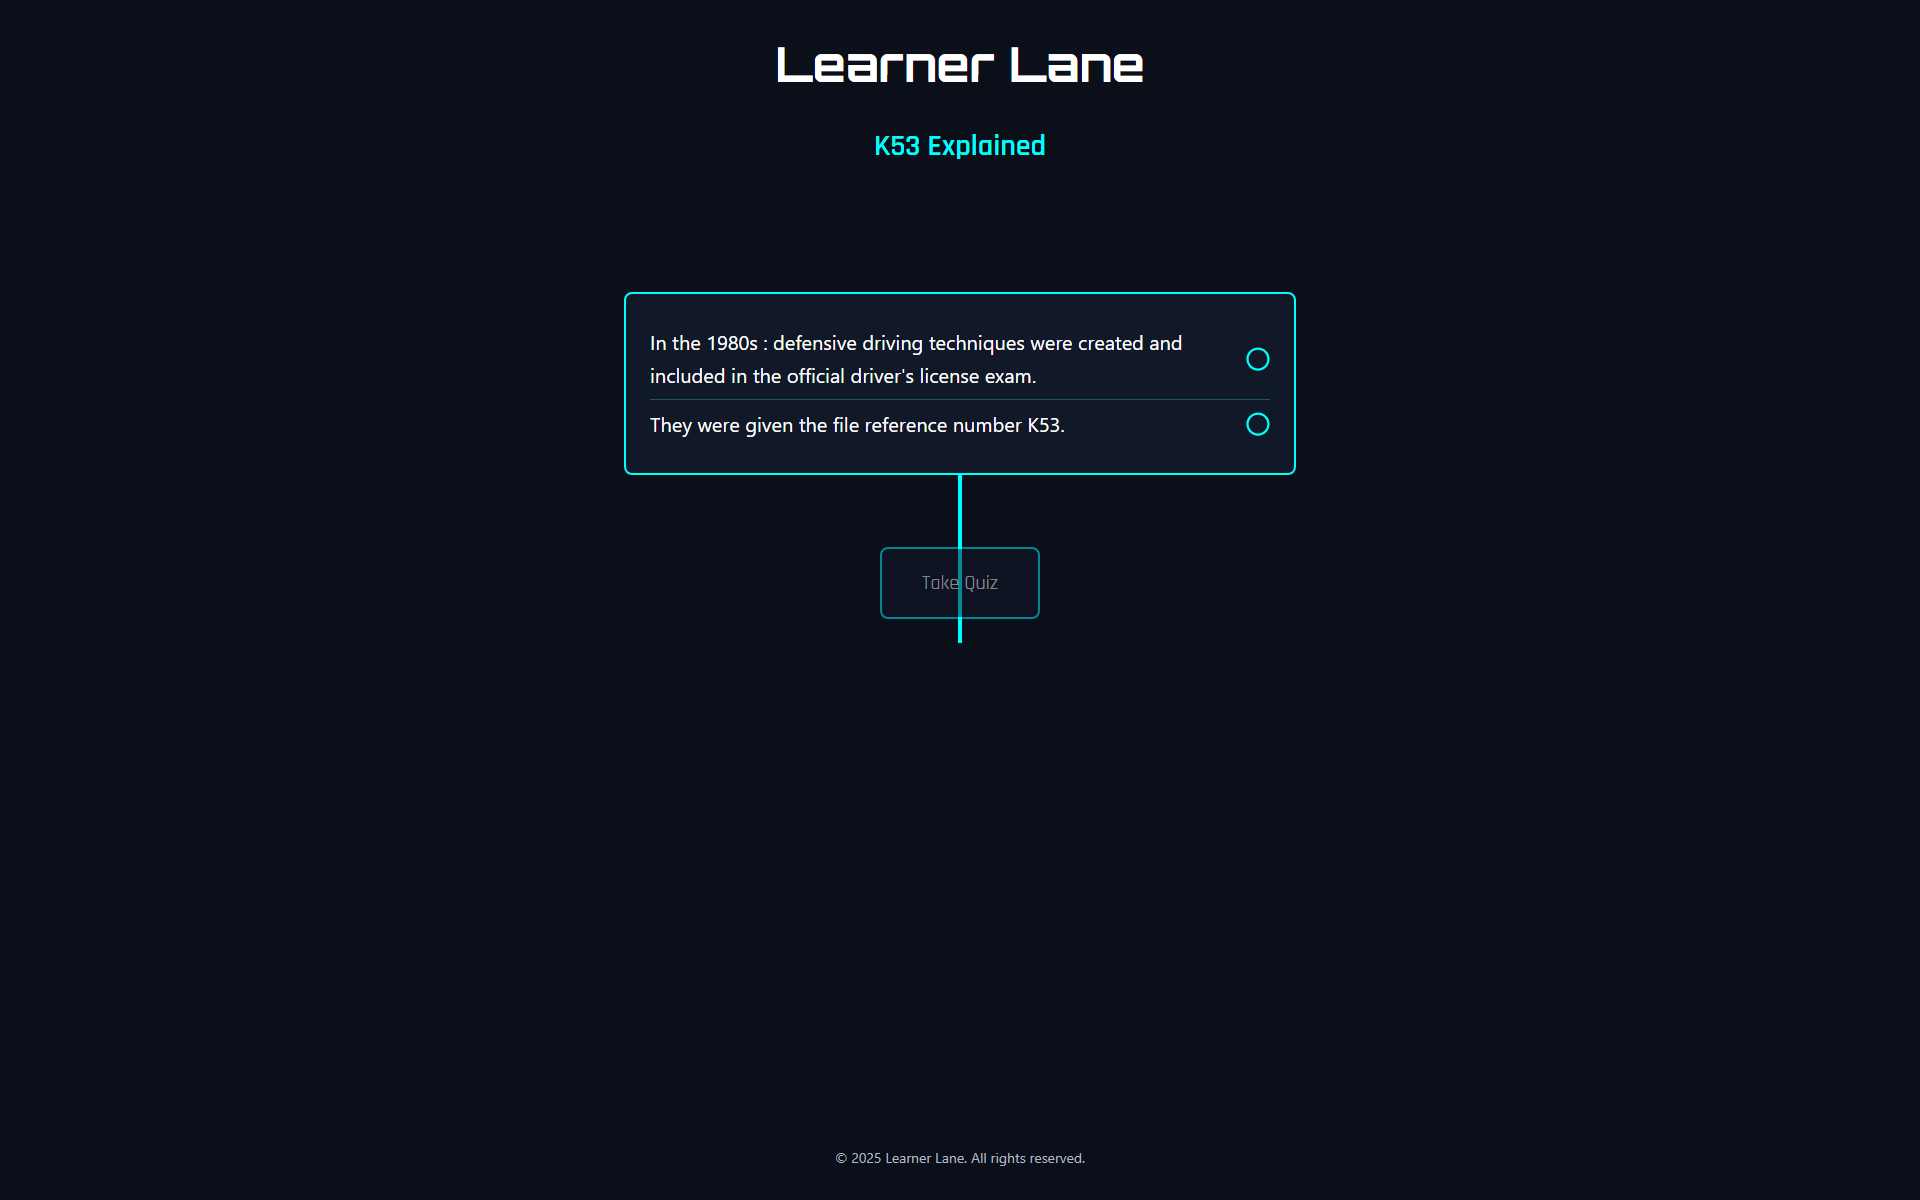 Learner Lane
K53 Explained
In the 1980s : defensive driving techniques were created and
included in the official driver's license exam.
They were given the file reference number K53.
Take Quiz
© 2025 Learner Lane. All rights reserved.